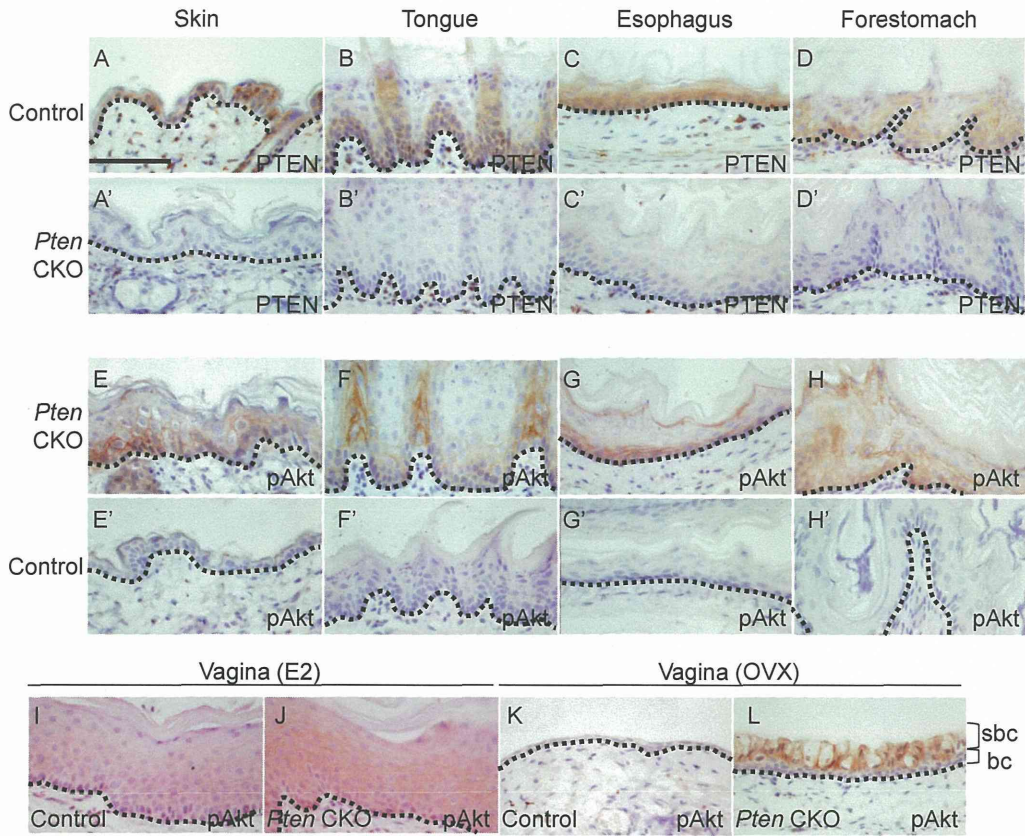 Skin Tongue Esophagus Forestomach
Control
A PTEN
B PTEN
C PTEN
D PTEN
Pten CKO
A' PTEN
B' PTEN
C' PTEN
D' PTEN
Pten CKO
E pAkt
F pAkt
G pAkt
H pAkt
Control
E' pAkt
F' pAkt
G' pAkt
H' pAkt
Vagina (E2) Vagina (OVX)
I Control pAkt
J Pten CKO pAkt
K Control pAkt
L Pten CKO pAkt
sbc
bc